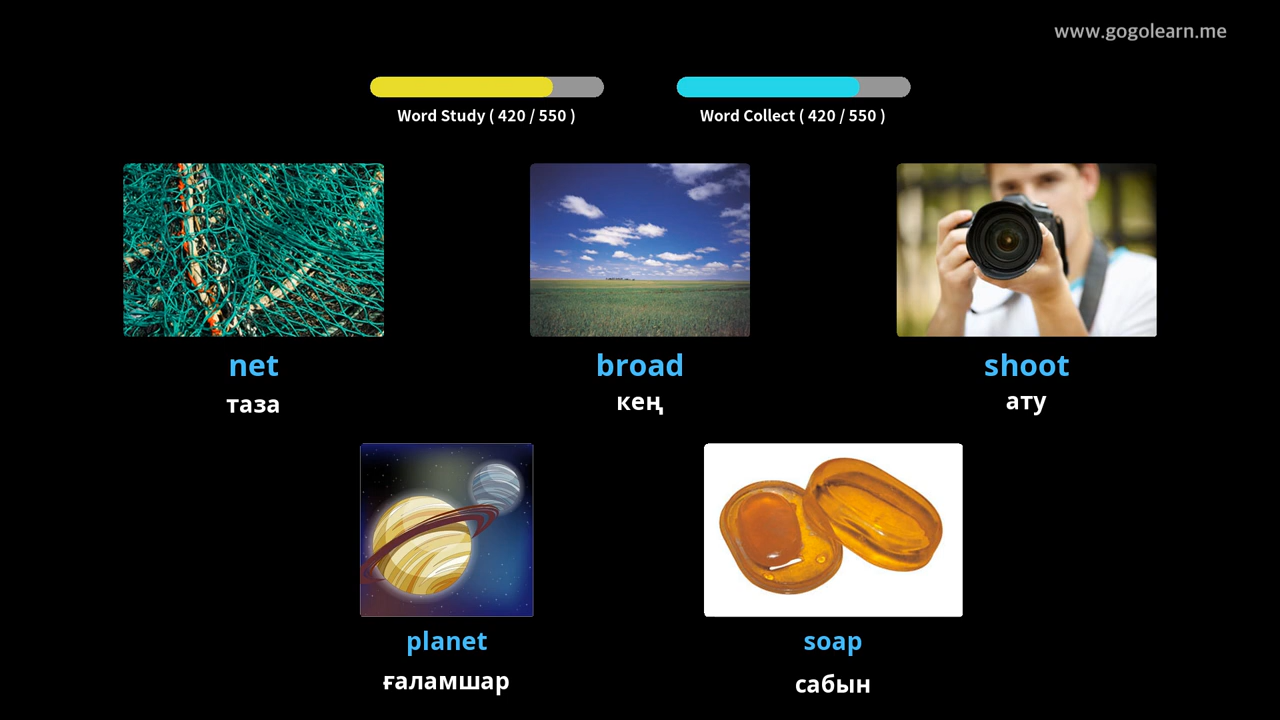 www.gogolearn.me
Word Study ( 420 / 550 )
Word Collect ( 420 / 550 )
net
таза
broad
кең
shoot
ату
planet
ғаламшар
soap
сабын